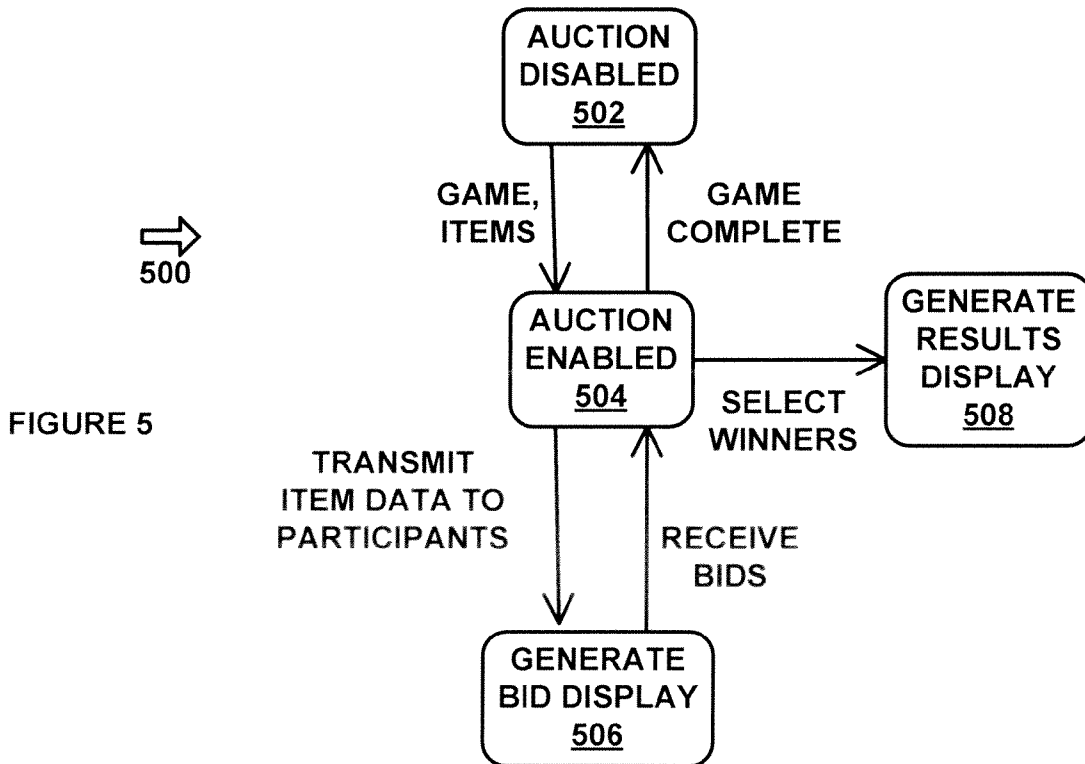 AUCTION
DISABLED
502
GAME,
ITEMS
GAME
COMPLETE
500
AUCTION
ENABLED
504
GENERATE
RESULTS
DISPLAY
508
SELECT
WINNERS
FIGURE 5
TRANSMIT
ITEM DATA TO
PARTICIPANTS
RECEIVE
BIDS
GENERATE
BID DISPLAY
506